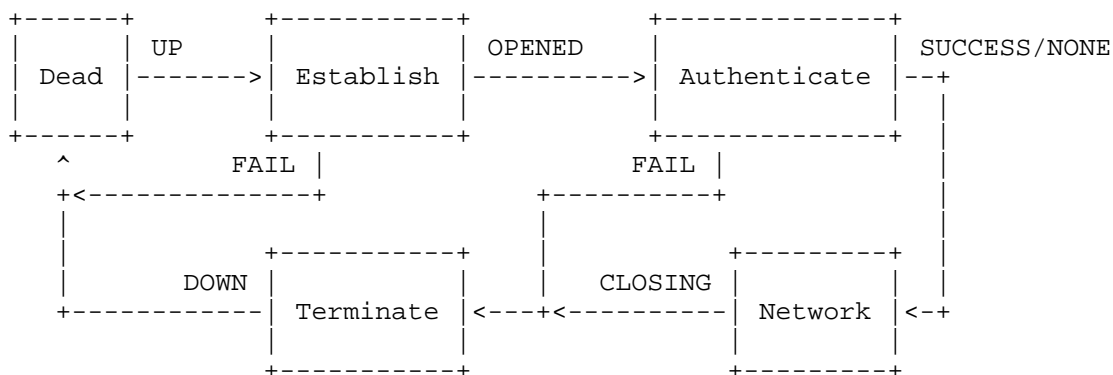 UP OPENED SUCCESS/NONE
Dead Establish Authenticate
FAIL FAIL
DOWN CLOSING
Terminate Network